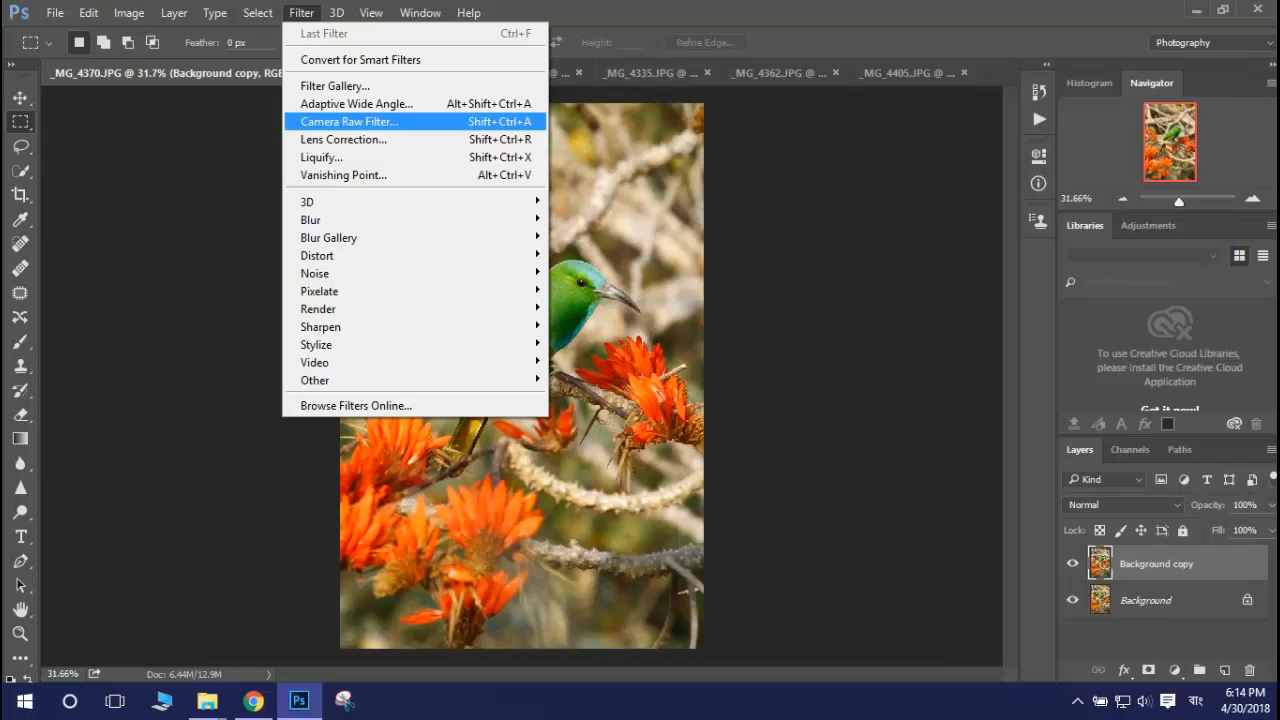 Ps File Edit Image Layer Type Select Filter 3D View Window Help
Feather: 0 px Height: Refine Edge... Photography
_MG_4370.JPG @ 31.7% (Background copy, RGB @ ... × _MG_4335.JPG @ ... × _MG_4362.JPG @ ... × _MG_4405.JPG @ ... ×
Last Filter Ctrl+F
Convert for Smart Filters
Filter Gallery...
Adaptive Wide Angle... Alt+Shift+Ctrl+A
Camera Raw Filter... Shift+Ctrl+A
Lens Correction... Shift+Ctrl+R
Liquify... Shift+Ctrl+X
Vanishing Point... Alt+Ctrl+V
3D
Blur
Blur Gallery
Distort
Noise
Pixelate
Render
Sharpen
Stylize
Video
Other
Browse Filters Online...
Histogram Navigator
31.66%
Libraries Adjustments
To use Creative Cloud Libraries,
please install the Creative Cloud
Application
Get it now!
Layers Channels Paths
Kind
Normal Opacity: 100%
Lock: Fill: 100%
Background copy
Background
31.66% Doc: 6.44M/12.9M
Ps
বাং
6:14 PM
4/30/2018